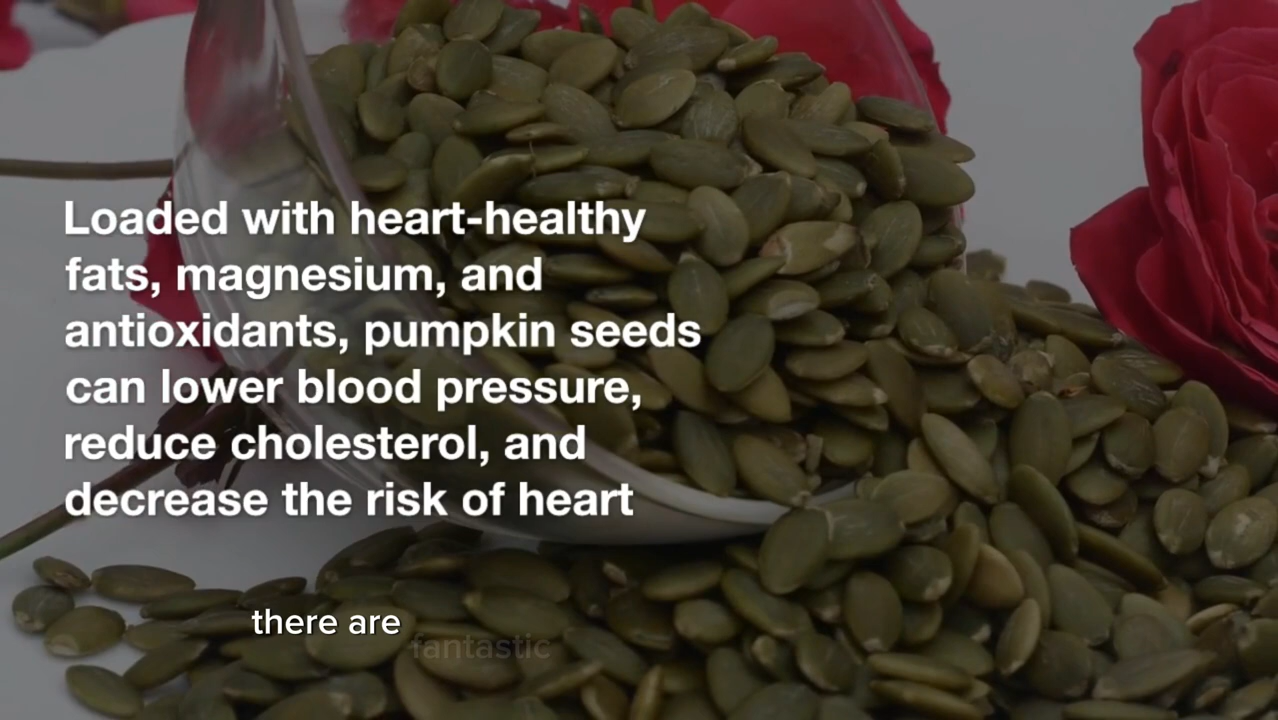 Loaded with heart-healthy
fats, magnesium, and
antioxidants, pumpkin seeds
can lower blood pressure,
reduce cholesterol, and
decrease the risk of heart
there are fantastic